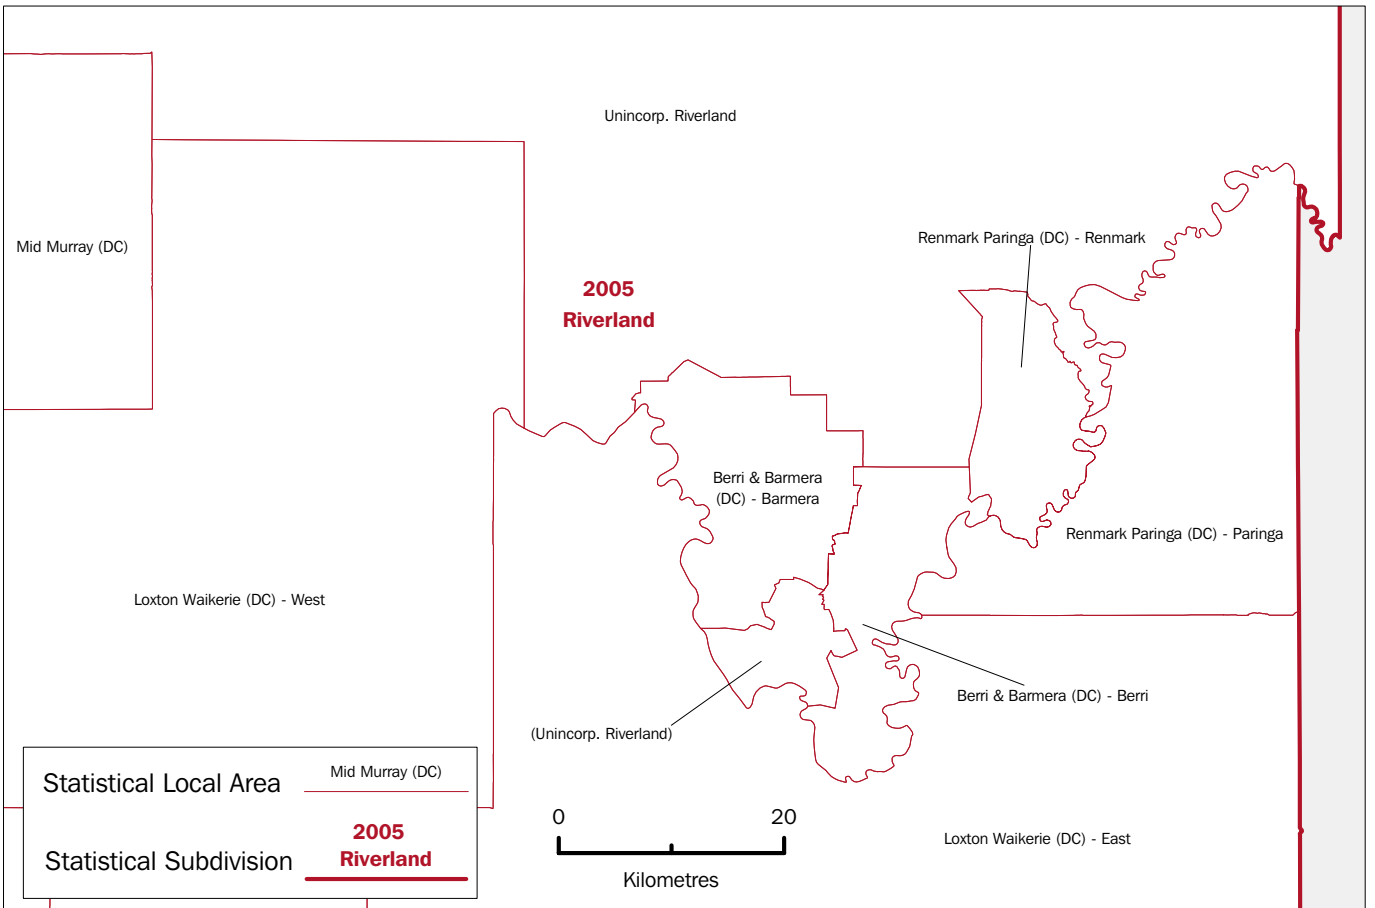 Unincorp. Riverland
Renmark Paringa (DC) - Renmark
Mid Murray (DC)
2005
Riverland
Berri & Barmera
(DC) - Barmera
Renmark Paringa (DC) - Paringa
Loxton Waikerie (DC) - West
Berri & Barmera (DC) - Berri
(Unincorp. Riverland)
Statistical Local Area
Mid Murray (DC)
2005
Riverland
Statistical Subdivision
0 20
Kilometres
Loxton Waikerie (DC) - East